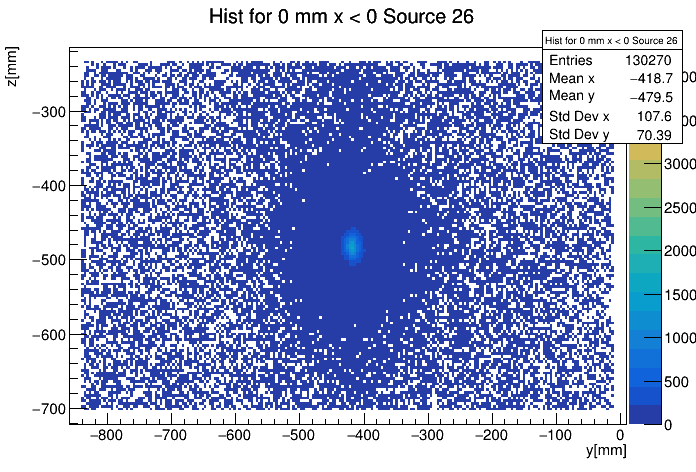 Hist for 0 mm x < 0 Source 26
z[mm]
Hist for 0 mm x < 0 Source 26
Entries 130270
Mean x −418.7
Mean y −479.5
Std Dev x 107.6
Std Dev y 70.39
−300
−400
−500
−600
−700
3000
2500
2000
1500
1000
500
0
−800 −700 −600 −500 −400 −300 −200 −100 0
y[mm]